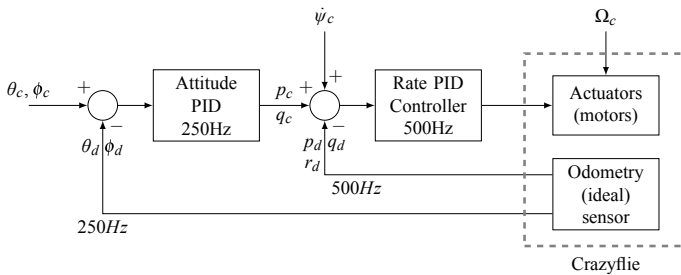 ψ̇c
Ωc
θc, ϕc
+
−
θd ϕd
Attitude
PID
250Hz
pc
qc
+
+
−
pd qd
rd
Rate PID
Controller
500Hz
Actuators
(motors)
Odometry
(ideal)
sensor
500Hz
250Hz
Crazyflie